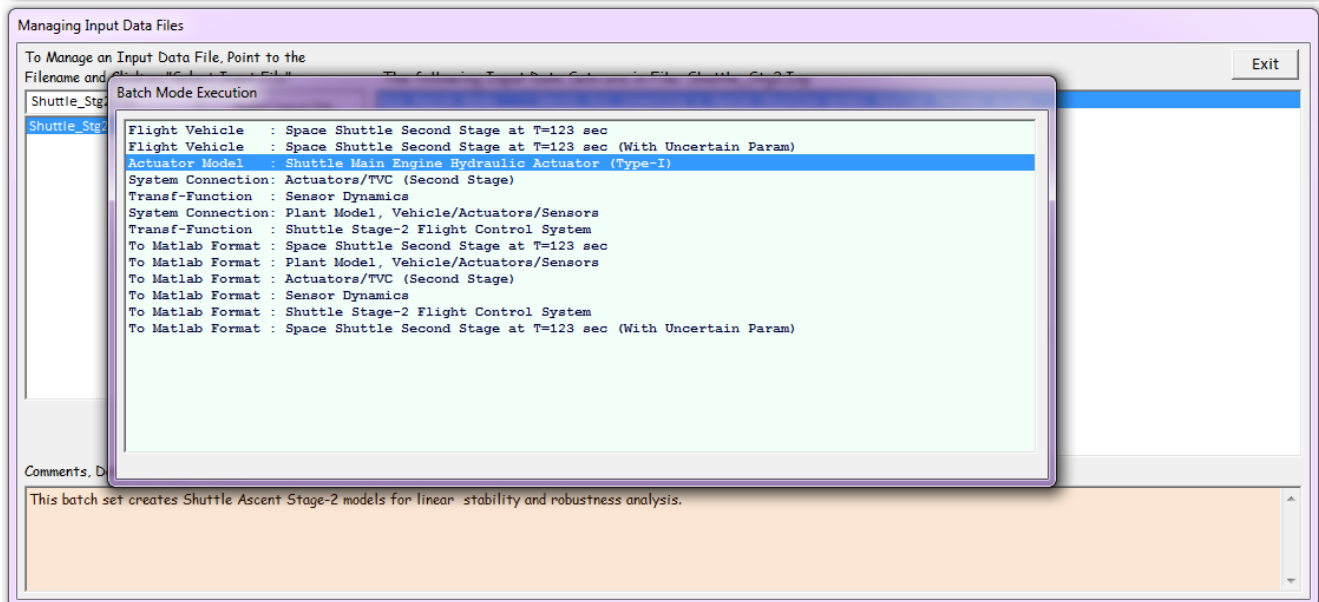 Managing Input Data Files
To Manage an Input Data File, Point to the
Filename and
Exit
Shuttle_Stg2
Batch Mode Execution
Shuttle_Stg2
Flight Vehicle : Space Shuttle Second Stage at T=123 sec
Flight Vehicle : Space Shuttle Second Stage at T=123 sec (With Uncertain Param)
Actuator Model : Shuttle Main Engine Hydraulic Actuator (Type-I)
System Connection: Actuators/TVC (Second Stage)
Transf-Function : Sensor Dynamics
System Connection: Plant Model, Vehicle/Actuators/Sensors
Transf-Function : Shuttle Stage-2 Flight Control System
To Matlab Format : Space Shuttle Second Stage at T=123 sec
To Matlab Format : Plant Model, Vehicle/Actuators/Sensors
To Matlab Format : Actuators/TVC (Second Stage)
To Matlab Format : Sensor Dynamics
To Matlab Format : Shuttle Stage-2 Flight Control System
To Matlab Format : Space Shuttle Second Stage at T=123 sec (With Uncertain Param)
Comments,
This batch set creates Shuttle Ascent Stage-2 models for linear stability and robustness analysis.